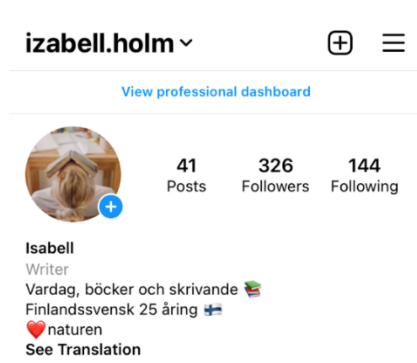 izabell.holm
View professional dashboard
41 326 144
Posts Followers Following
Isabell
Writer
Vardag, böcker och skrivande 📚
Finlandssvensk 25 åring 🇫🇮
❤️naturen
See Translation